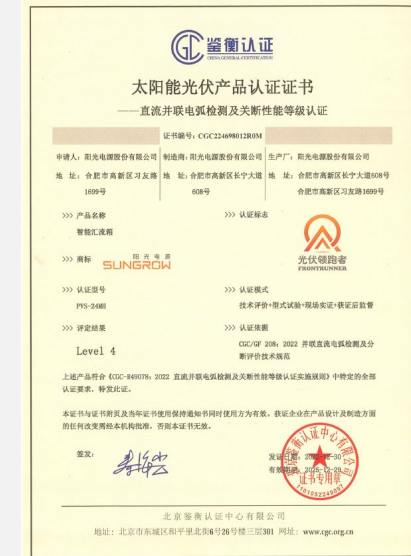 鉴衡认证
CHINA GENERAL CERTIFICATION
太阳能光伏产品认证证书
——直流并联电弧检测及关断性能等级认证
证书编号：CGC224698012R0M
申请人：阳光电源股份有限公司
地 址：合肥市高新区习友路1699号
制造商：阳光电源股份有限公司
地 址：合肥市高新区长宁大道608号
生产厂：阳光电源股份有限公司
地 址：合肥市高新区长宁大道608号
合肥市高新区习友路1699号
>>> 产品名称
智能汇流箱
>>> 认证标志
光伏领跑者
FRONTRUNNER
>>> 商标
阳光电源
SUNGROW
>>> 认证型号
PVS-24MH
>>> 认证模式
技术评价+型式试验+现场实证+获证后监督
>>> 评定结果
Level 4
>>> 认证依据
CGC/GF 208：2022 并联直流电弧检测及分
断评价技术规范
上述产品符合《CGC-R49078：2022 直流并联电弧检测及关断性能等级认证实施规则》中特定的全部
认证要求，特发此证。
本证书与证书附页及当年证书使用保持通知书同时使用方为有效。获证企业在产品设计及制造方面
的任何改变需经本机构批准，否则本证书无效。
签发：
发证日期：
有效期至：2025-12-29
证书专用章
北京鉴衡认证中心有限公司
地址：北京市东城区和平里北街6号26号楼三层301 网址：www.cgc.org.cn